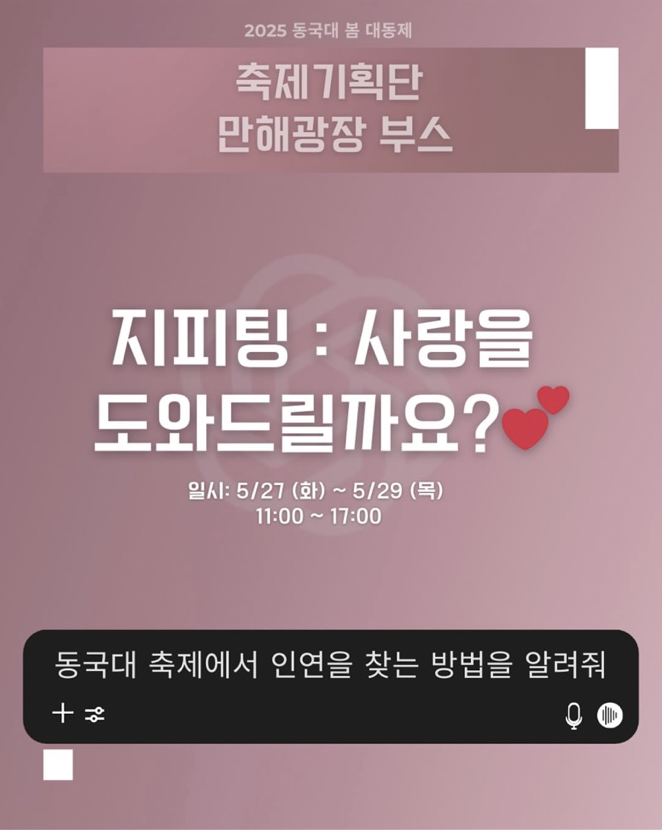 2025 동국대 봄 대동제
축제기획단
만해광장 부스
지피팅 : 사랑을
도와드릴까요?💕
일시: 5/27 (화) ~ 5/29 (목)
11:00 ~ 17:00
동국대 축제에서 인연을 찾는 방법을 알려줘